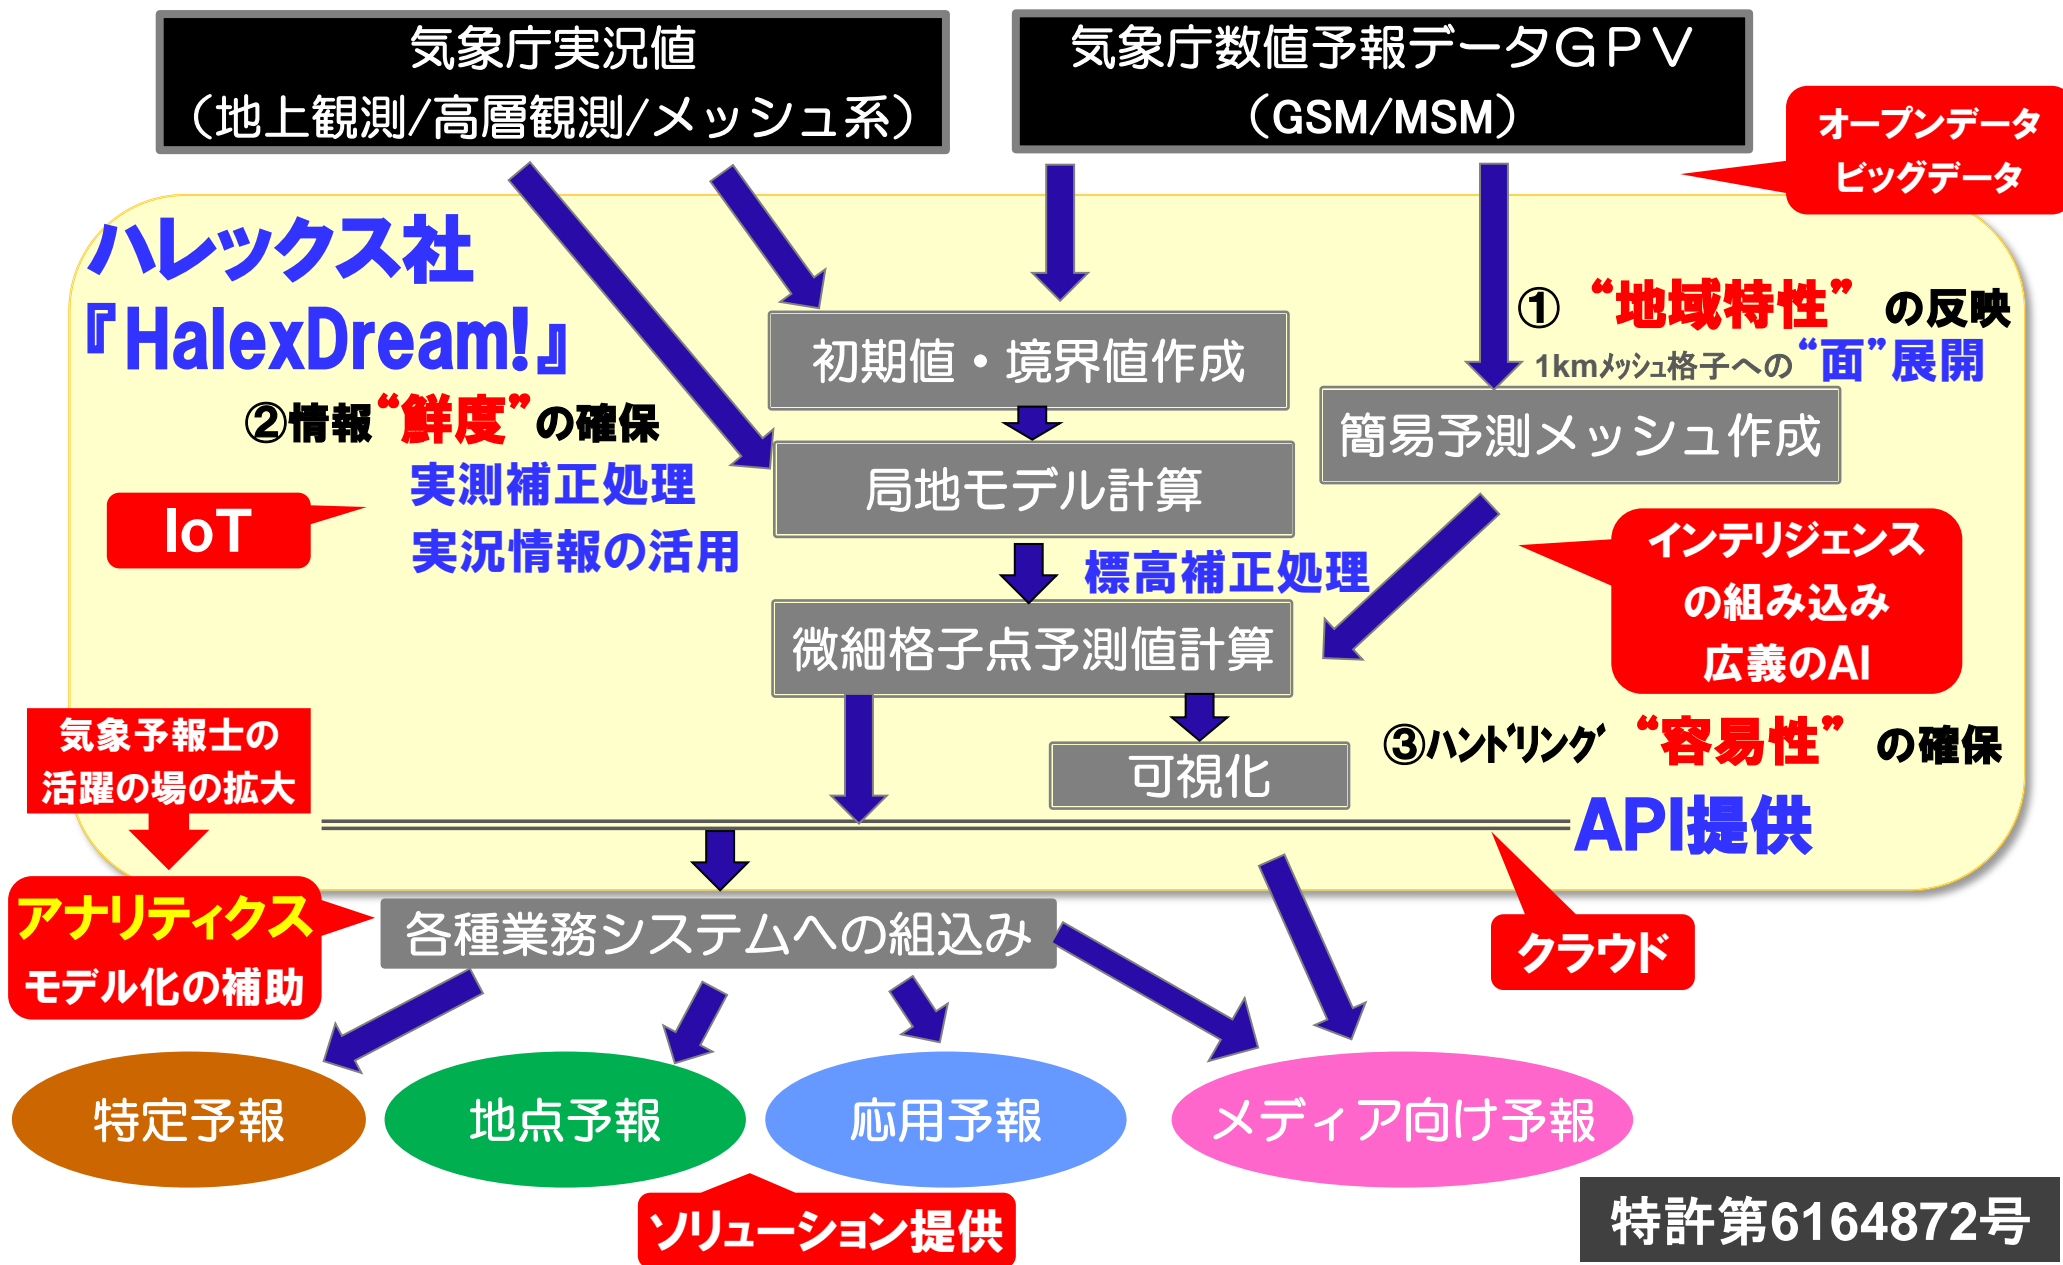 気象庁実況値
（地上観測/高層観測/メッシュ系）
気象庁数値予報データＧＰＶ
（GSM/MSM）
オープンデータ
ビッグデータ
ハレックス社
『HalexDream!』
①“地域特性”の反映
1kmﾒｯｼｭ格子への“面”展開
初期値・境界値作成
②情報“鮮度”の確保
実測補正処理
実況情報の活用
IoT
簡易予測メッシュ作成
局地モデル計算
標高補正処理
インテリジェンス
の組み込み
広義のAI
微細格子点予測値計算
気象予報士の
活躍の場の拡大
③ﾊﾝﾄﾞﾘﾝｸﾞ“容易性”の確保
可視化
API提供
アナリティクス
モデル化の補助
各種業務システムへの組込み
クラウド
特定予報
地点予報
応用予報
メディア向け予報
ソリューション提供
特許第6164872号